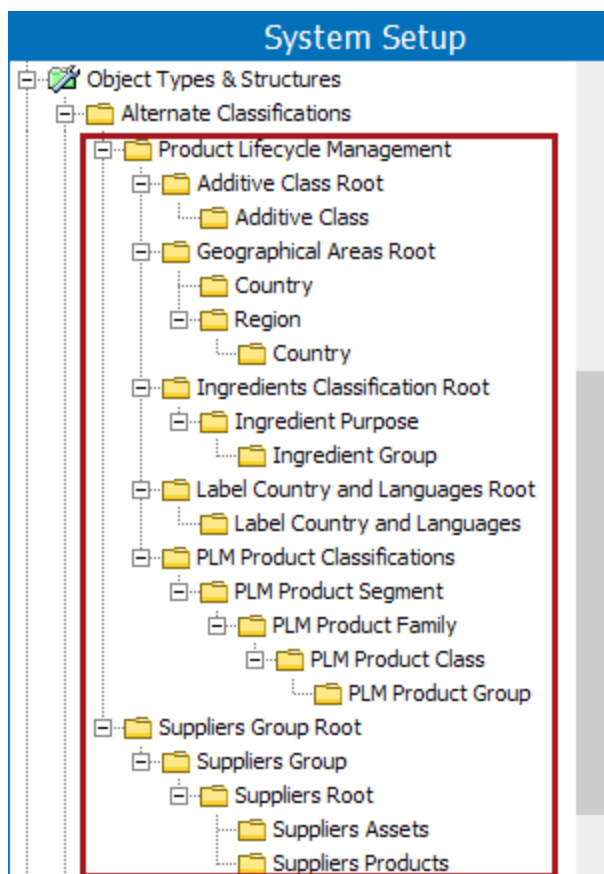 System Setup
Object Types & Structures
Alternate Classifications
Product Lifecycle Management
Additive Class Root
Additive Class
Geographical Areas Root
Country
Region
Country
Ingredients Classification Root
Ingredient Purpose
Ingredient Group
Label Country and Languages Root
Label Country and Languages
PLM Product Classifications
PLM Product Segment
PLM Product Family
PLM Product Class
PLM Product Group
Suppliers Group Root
Suppliers Group
Suppliers Root
Suppliers Assets
Suppliers Products